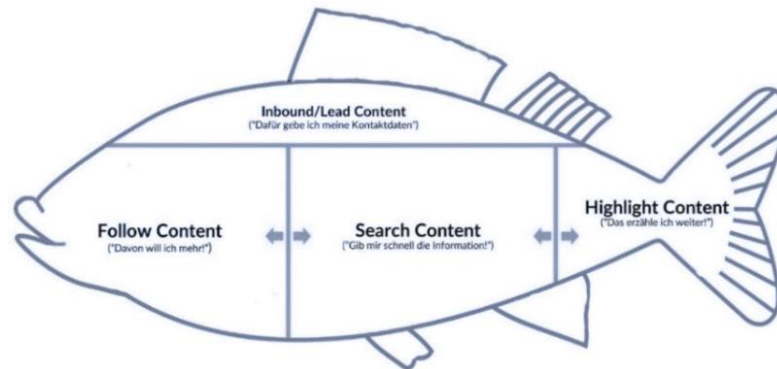 Inbound/Lead Content
("Dafür gebe ich meine Kontaktdaten")
Follow Content
("Davon will ich mehr!")
Search Content
("Gib mir schnell die Information!")
Highlight Content
("Das erzähle ich weiter!")